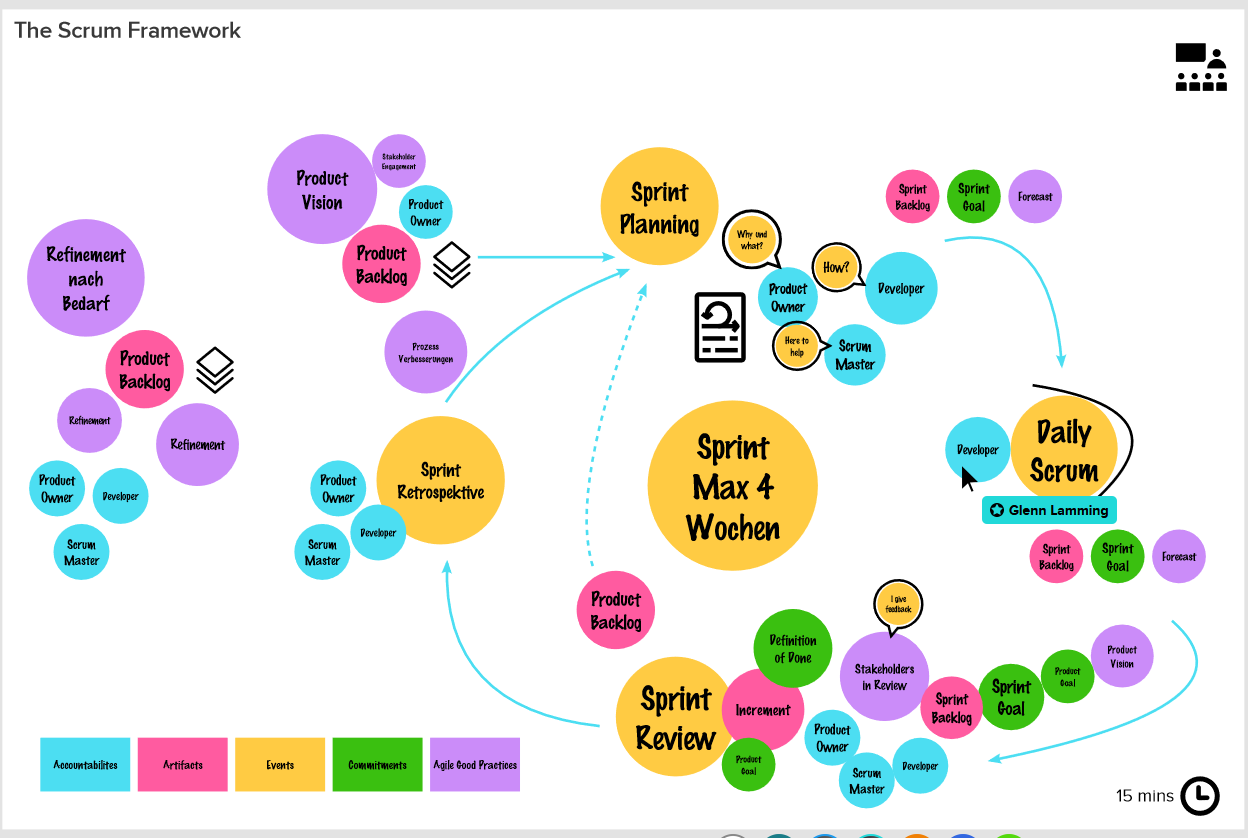 The Scrum Framework
Product
Vision
Stakeholder
Engagement
Product
Owner
Product
Backlog
Refinement
nach
Bedarf
Product
Backlog
Refinement
Refinement
Product
Owner
Developer
Scrum
Master
Prozess
Verbesserungen
Sprint
Retrospektive
Product
Owner
Developer
Scrum
Master
Sprint
Planning
Why und
what?
How?
Product
Owner
Developer
Here to
help
Scrum
Master
Sprint
Backlog
Sprint
Goal
Forecast
Sprint
Max 4
Wochen
Developer
Daily
Scrum
Glenn Lamming
Sprint
Backlog
Sprint
Goal
Forecast
Product
Backlog
I give
feedback
Definition
of Done
Stakeholders
in Review
Sprint
Backlog
Sprint
Goal
Product
Goal
Product
Vision
Sprint
Review
Increment
Product
Goal
Product
Owner
Scrum
Master
Developer
Accountabilites
Artifacts
Events
Commitments
Agile Good Practices
15 mins